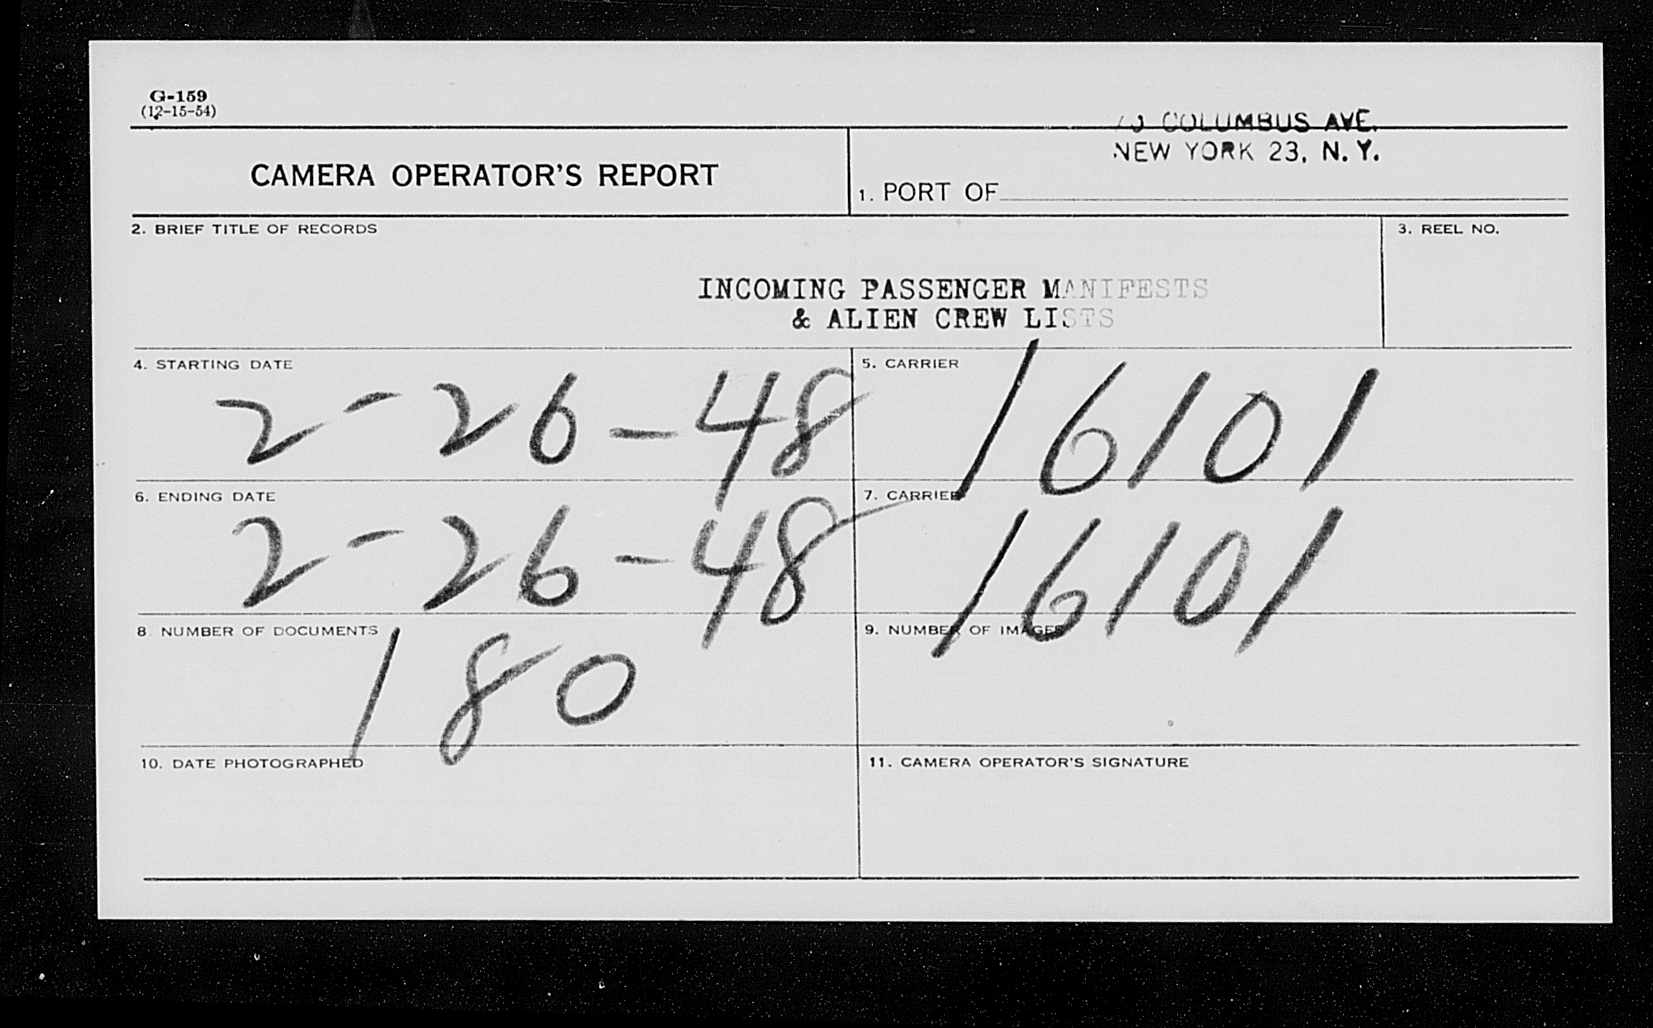 G-159
(12-15-54)
COLUMBUS AVE.
NEW YORK 23, N. Y.
CAMERA OPERATOR'S REPORT
1. PORT OF
2. BRIEF TITLE OF RECORDS
3. REEL NO.
INCOMING PASSENGER MANIFESTS
& ALIEN CREW LISTS
4. STARTING DATE
2-26-48
5. CARRIER
16101
6. ENDING DATE
2-26-48
7. CARRIER
16101
8. NUMBER OF DOCUMENTS
180
9. NUMBER OF IMAGES
10. DATE PHOTOGRAPHED
11. CAMERA OPERATOR'S SIGNATURE